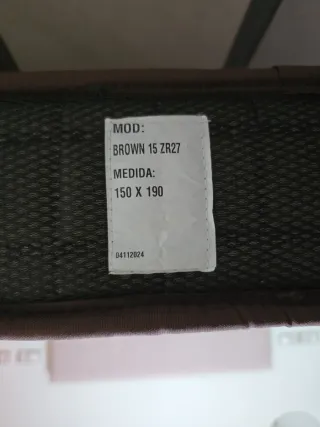 MOD:
BROWN 15 ZR27
MEDIDA:
150 X 190
04112024